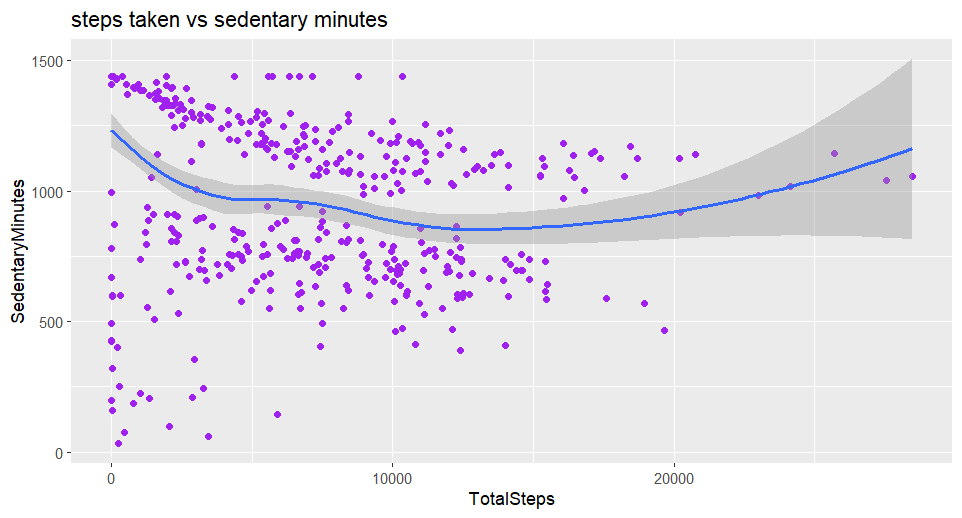 steps taken vs sedentary minutes
1500
1000
500
0
SedentaryMinutes
0 10000 20000
TotalSteps